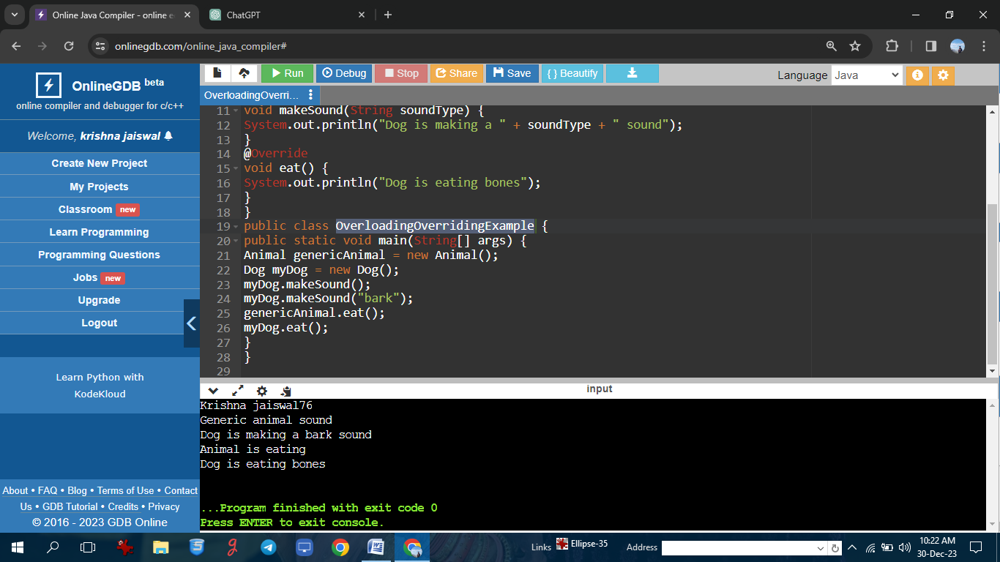 Online Java Compiler - online e
ChatGPT
onlinegdb.com/online_java_compiler#
OnlineGDB beta
online compiler and debugger for c/c++
Welcome, krishna jaiswal
Create New Project
My Projects
Classroom new
Learn Programming
Programming Questions
Jobs new
Upgrade
Logout
Learn Python with
KodeKloud
About • FAQ • Blog • Terms of Use • Contact
Us • GDB Tutorial • Credits • Privacy
© 2016 - 2023 GDB Online
Run Debug Stop Share Save { } Beautify
Language Java
OverloadingOverri...
11 void makeSound(String soundType) {
12 System.out.println("Dog is making a " + soundType + " sound");
13 }
14 @Override
15 void eat() {
16 System.out.println("Dog is eating bones");
17 }
18 }
19 public class OverloadingOverridingExample {
20 public static void main(String[] args) {
21 Animal genericAnimal = new Animal();
22 Dog myDog = new Dog();
23 myDog.makeSound();
24 myDog.makeSound("bark");
25 genericAnimal.eat();
26 myDog.eat();
27 }
28 }
29
input
Krishna jaiswal76
Generic animal sound
Dog is making a bark sound
Animal is eating
Dog is eating bones
...Program finished with exit code 0
Press ENTER to exit console.
Links Ellipse-35 Address
10:22 AM
30-Dec-23